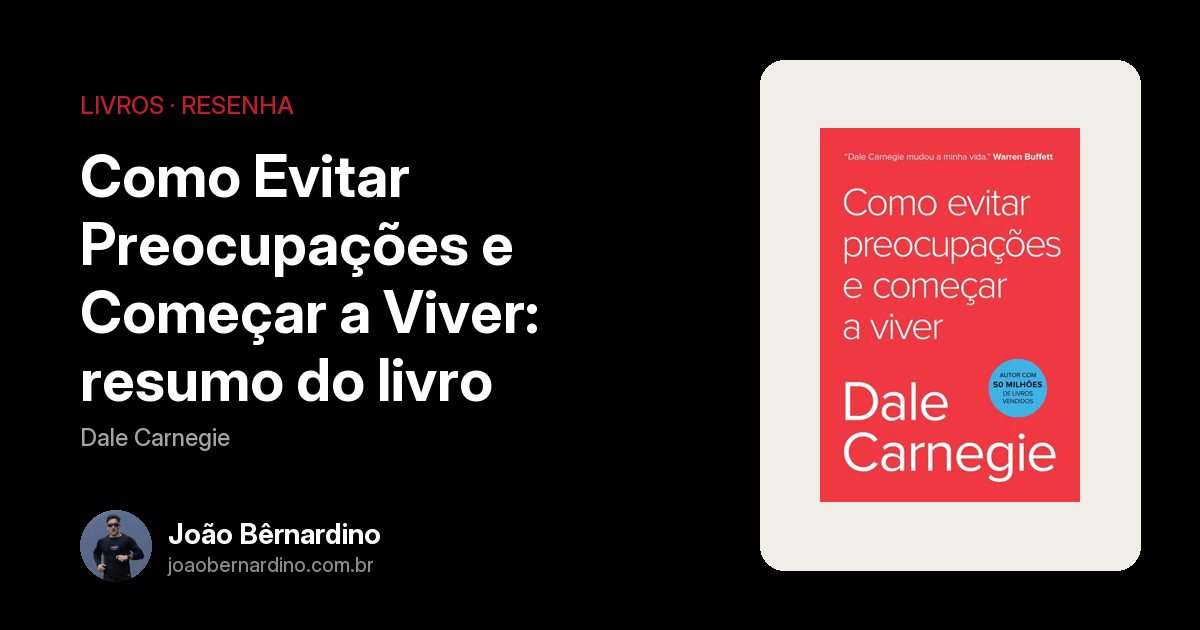 LIVROS · RESENHA
Como Evitar
Preocupações e
Começar a Viver:
resumo do livro
Dale Carnegie
João Bêrnardino
joaobernardino.com.br
“Dale Carnegie mudou a minha vida.” Warren Buffett
Como evitar
preocupações
e começar
a viver
AUTOR COM
50 MILHÕES
DE LIVROS
VENDIDOS
Dale
Carnegie